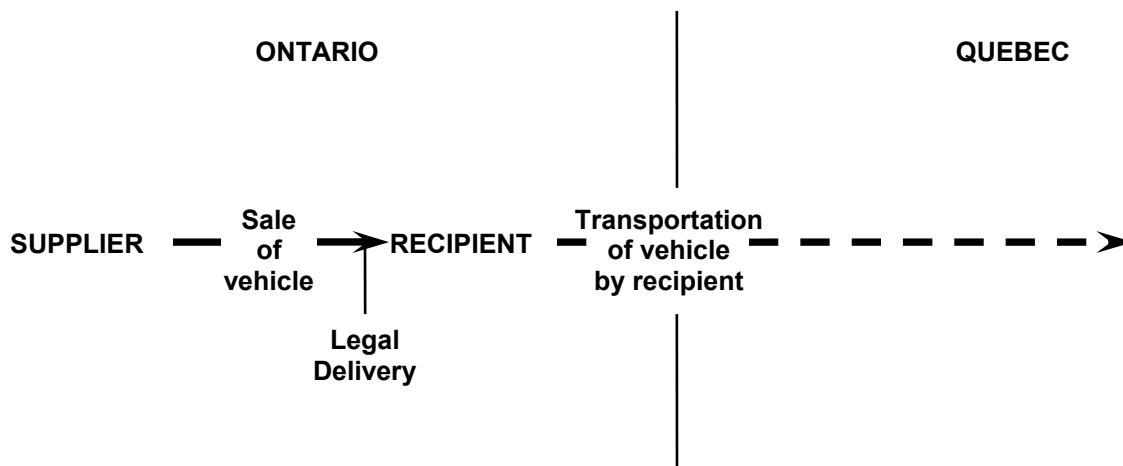 ONTARIO
QUEBEC
SUPPLIER
Sale
of
vehicle
RECIPIENT
Transportation
of vehicle
by recipient
Legal
Delivery